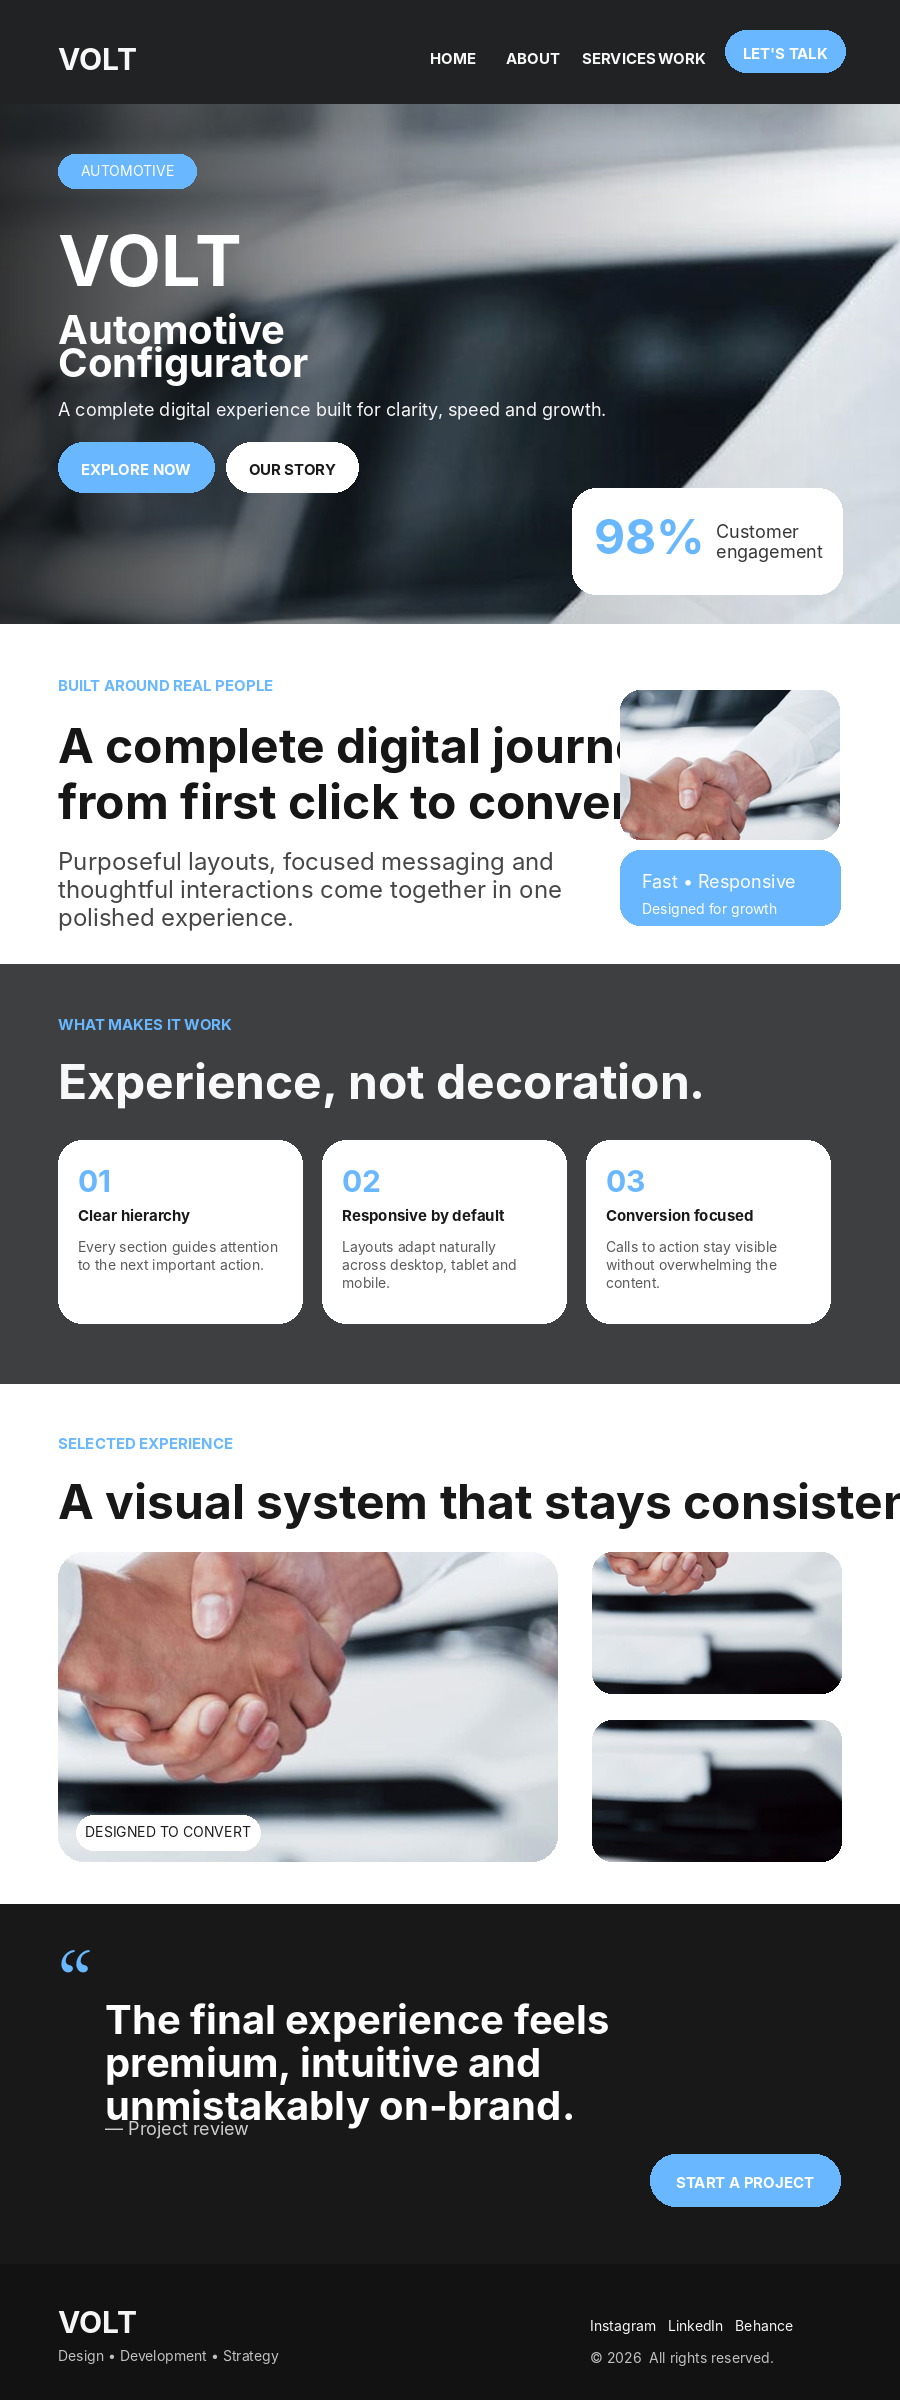 VOLT
HOME ABOUT SERVICES WORK LET'S TALK
AUTOMOTIVE
VOLT
Automotive
Configurator
A complete digital experience built for clarity, speed and growth.
EXPLORE NOW OUR STORY
98% Customer
engagement
BUILT AROUND REAL PEOPLE
A complete digital journ
from first click to conver
Purposeful layouts, focused messaging and
thoughtful interactions come together in one
polished experience.
Fast • Responsive
Designed for growth
WHAT MAKES IT WORK
Experience, not decoration.
01
Clear hierarchy
Every section guides attention
to the next important action.
02
Responsive by default
Layouts adapt naturally
across desktop, tablet and
mobile.
03
Conversion focused
Calls to action stay visible
without overwhelming the
content.
SELECTED EXPERIENCE
A visual system that stays consister
DESIGNED TO CONVERT
“
The final experience feels
premium, intuitive and
unmistakably on-brand.
— Project review
START A PROJECT
VOLT
Design • Development • Strategy
Instagram LinkedIn Behance
© 2026 All rights reserved.